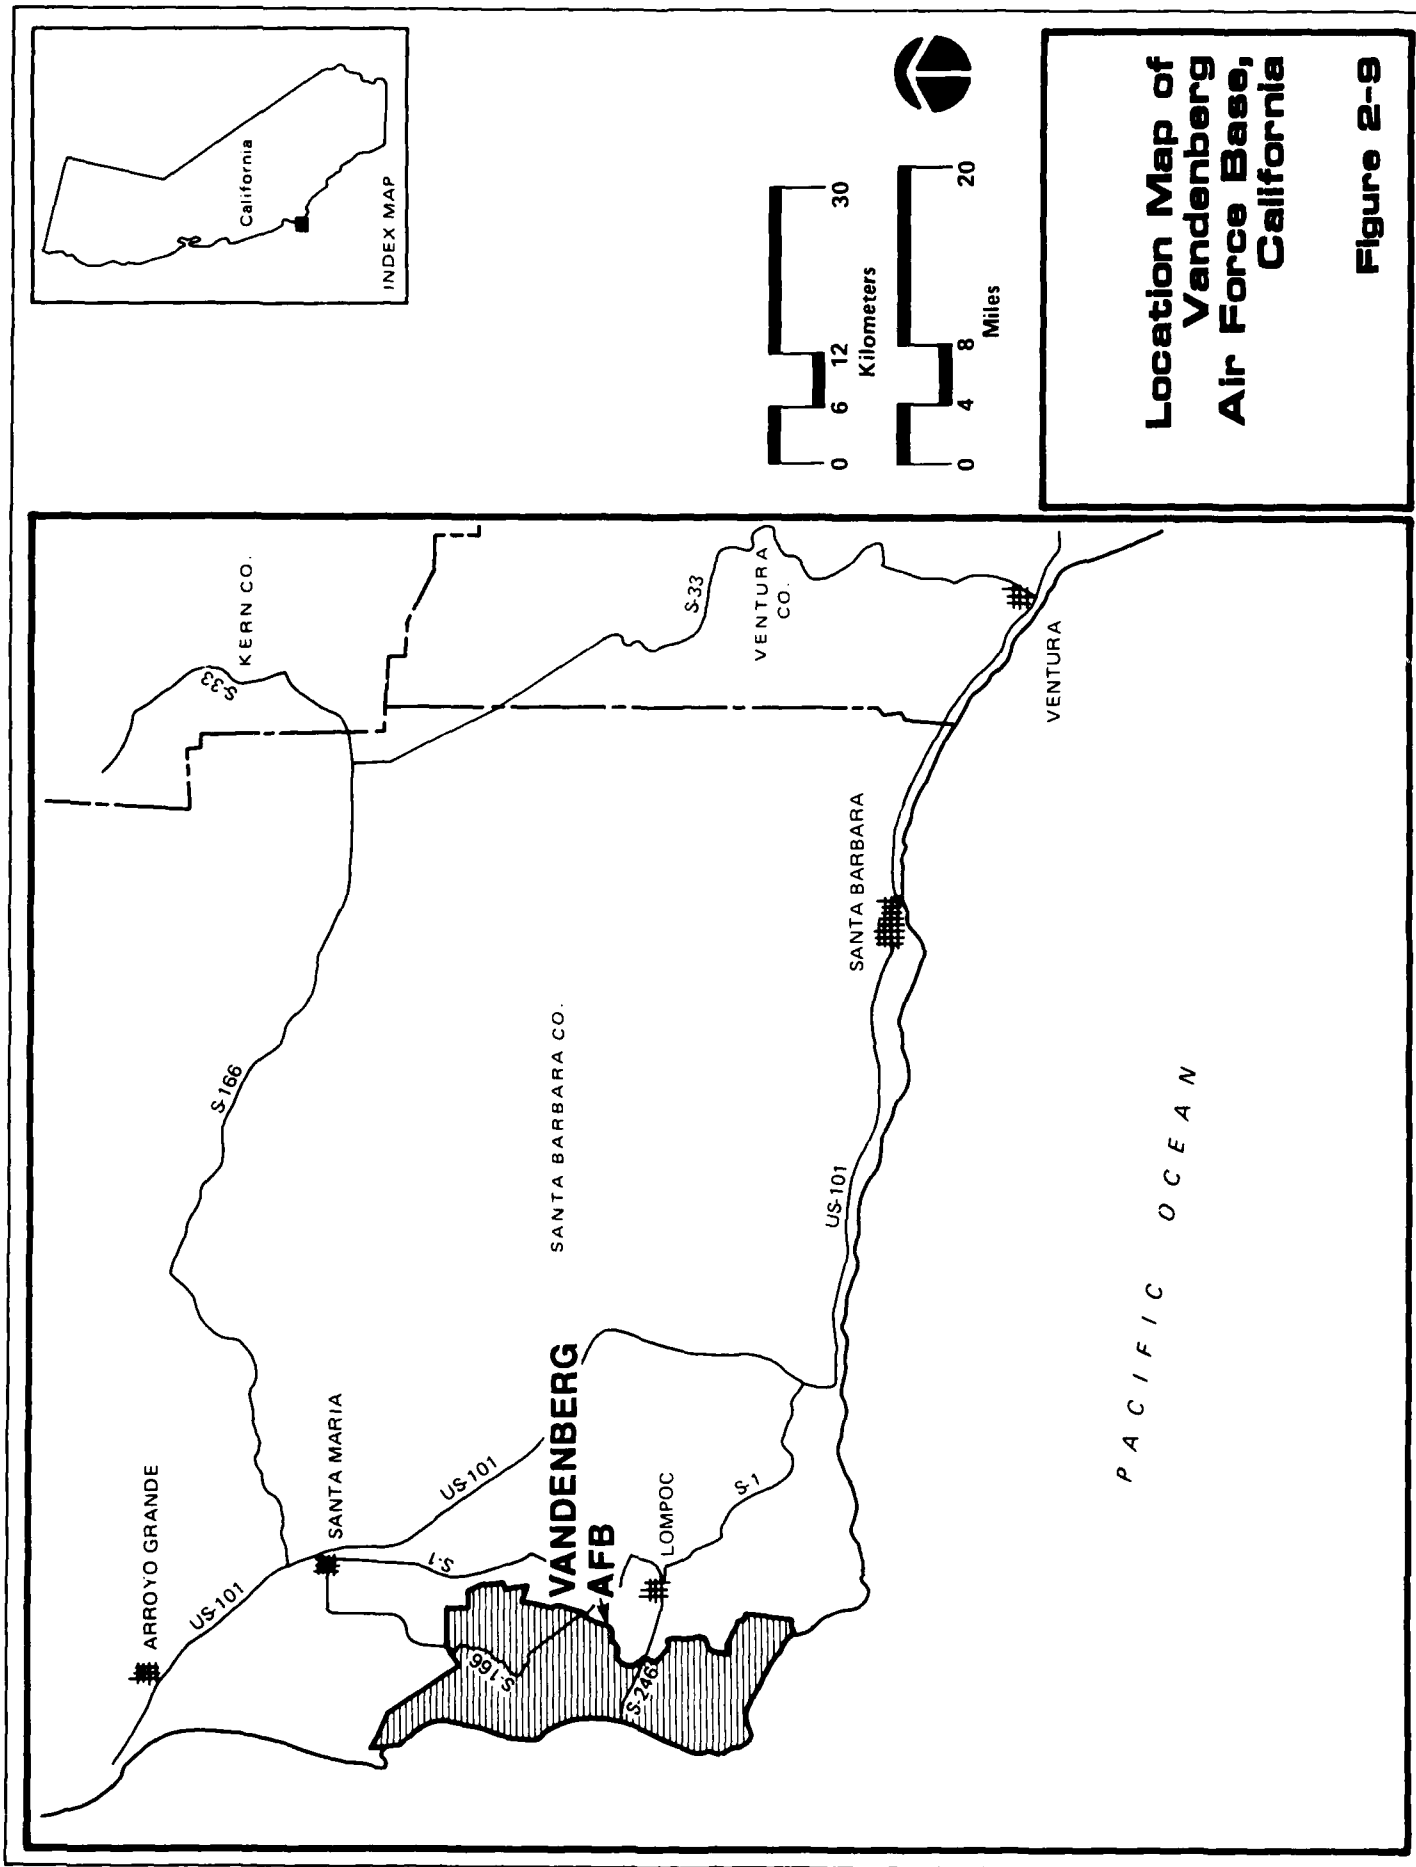 ARROYO GRANDE
US-101
SANTA MARIA
S-166
S-33
KERN CO.
S-1
US-101
S-166
VANDENBERG
AFB
SANTA BARBARA CO.
S-246
LOMPOC
S-1
S-33
VENTURA
CO.
US-101
SANTA BARBARA
VENTURA
PACIFIC OCEAN
California
INDEX MAP
0
6
12
30
Kilometers
0
4
8
20
Miles
Location Map of
Vandenberg
Air Force Base,
California
Figure 2-9